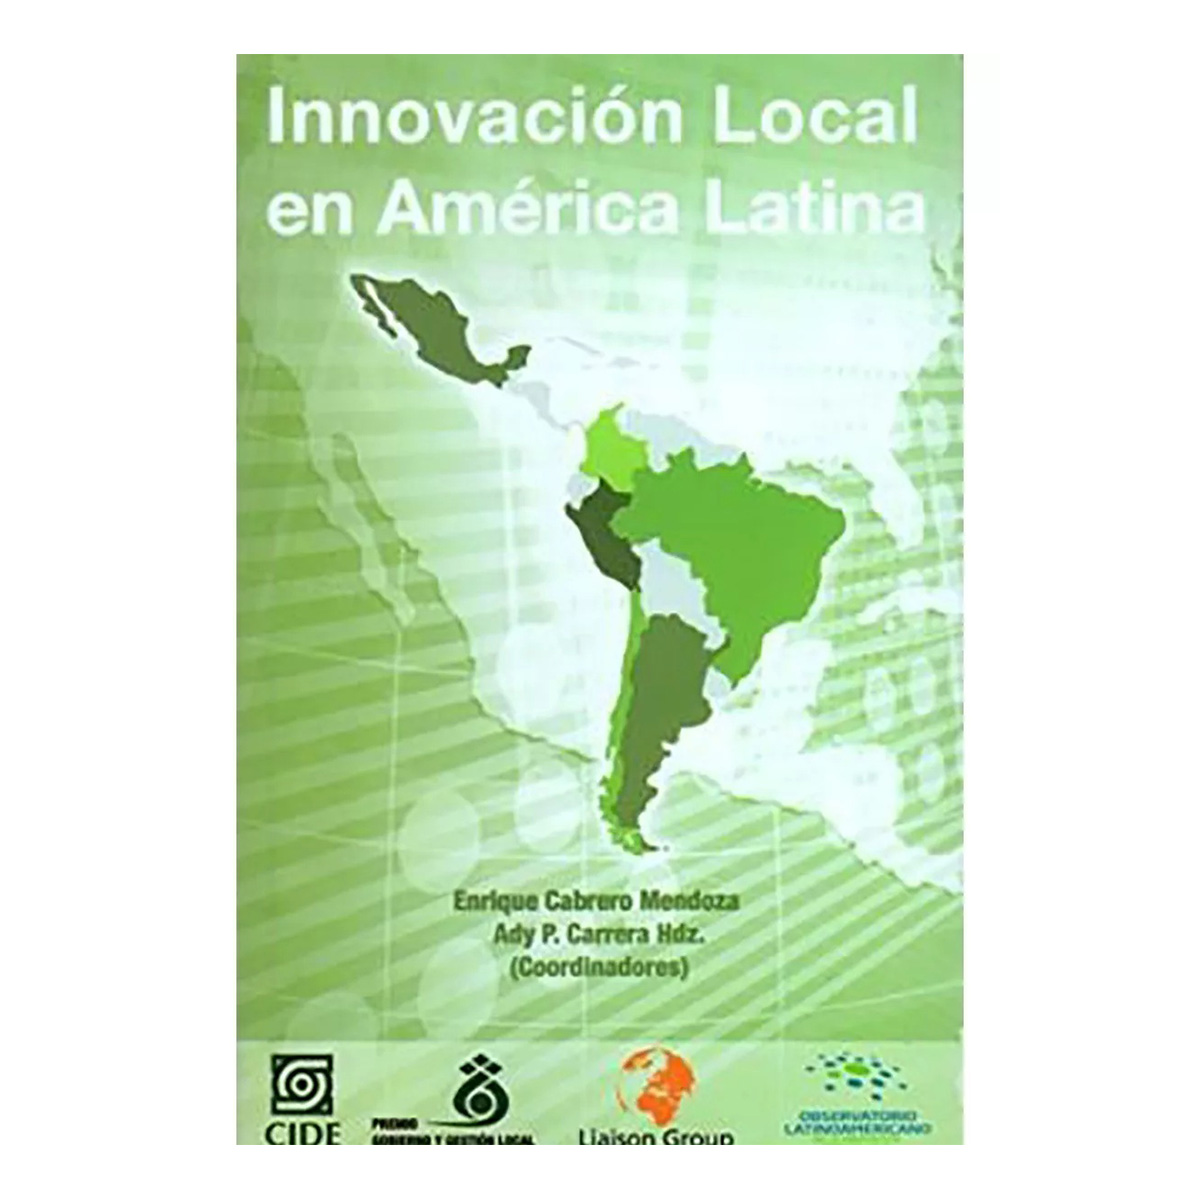 Innovación Local
en América Latina
Enrique Cabrero Mendoza
Ady P. Carrera Hdz.
(Coordinadores)
CIDE
PREMIO
GOBIERNO Y GESTIÓN LOCAL
Liaison Group
OBSERVATORIO
LATINOAMERICANO